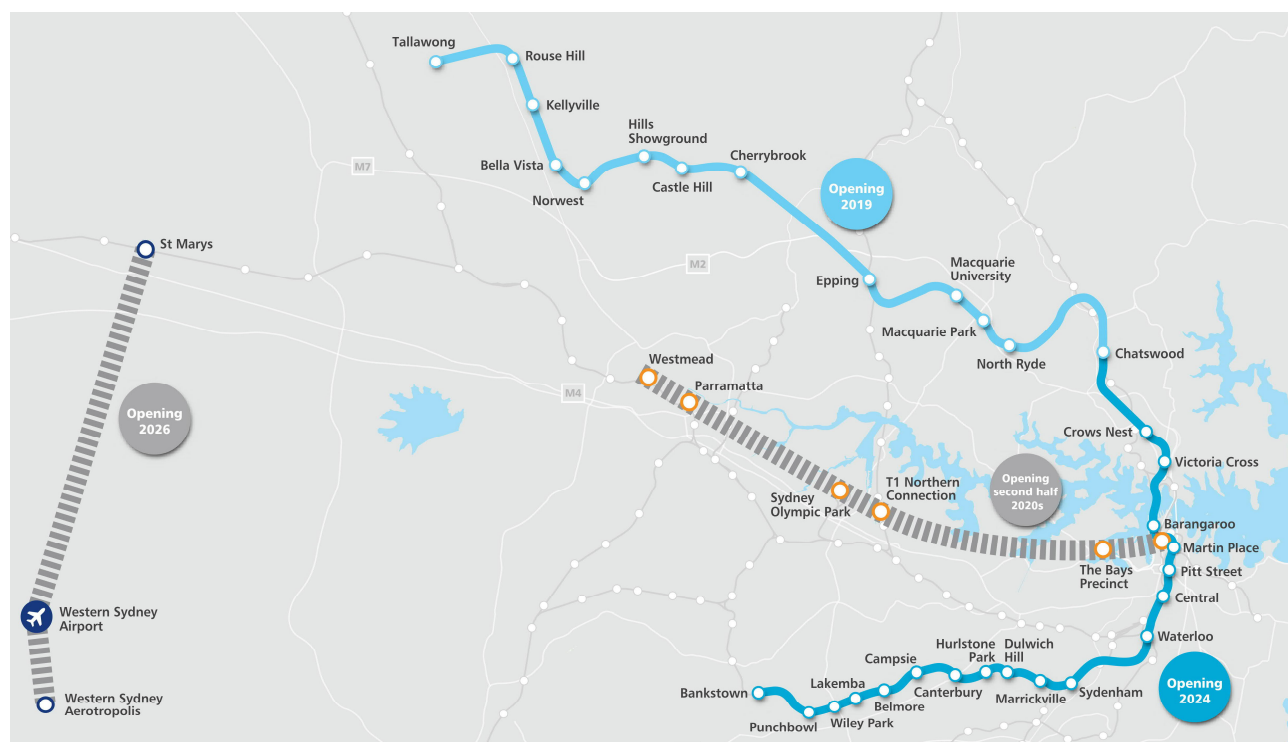 Tallawong
Rouse Hill
Kellyville
Hills
Showground
Cherrybrook
Bella Vista
Norwest
Castle Hill
Opening
2019
M7
St Marys
M2
Epping
Macquarie
University
Macquarie Park
North Ryde
Chatswood
Westmead
Parramatta
M4
Opening
2026
Crows Nest
Victoria Cross
Sydney
Olympic Park
T1 Northern
Connection
Opening
second half
2020s
Barangaroo
Martin Place
The Bays
Precinct
Pitt Street
Central
Western Sydney
Airport
Waterloo
Hurlstone
Park
Dulwich
Hill
Campsie
Lakemba
Bankstown
Canterbury
Belmore
Marrickville
Sydenham
Punchbowl
Wiley Park
Western Sydney
Aerotropolis
Opening
2024